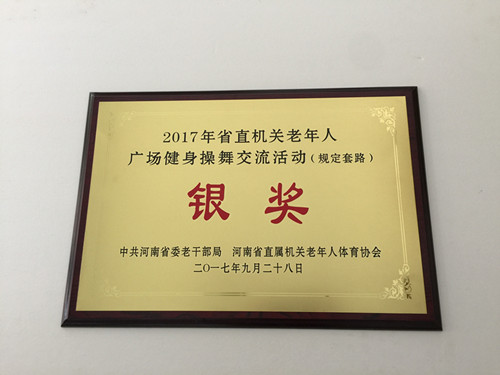 2017年省直机关老年人
广场健身操舞交流活动（规定套路）
银奖
中共河南省委老干部局 河南省直属机关老年人体育协会
二〇一七年九月二十八日